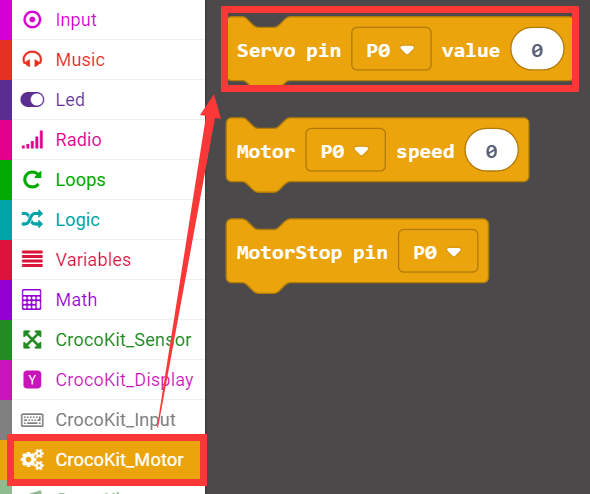 Input
Music
Led
Radio
Loops
Logic
Variables
Math
CrocoKit_Sensor
CrocoKit_Display
CrocoKit_Input
CrocoKit_Motor
Servo pin P0 value 0
Motor P0 speed 0
MotorStop pin P0